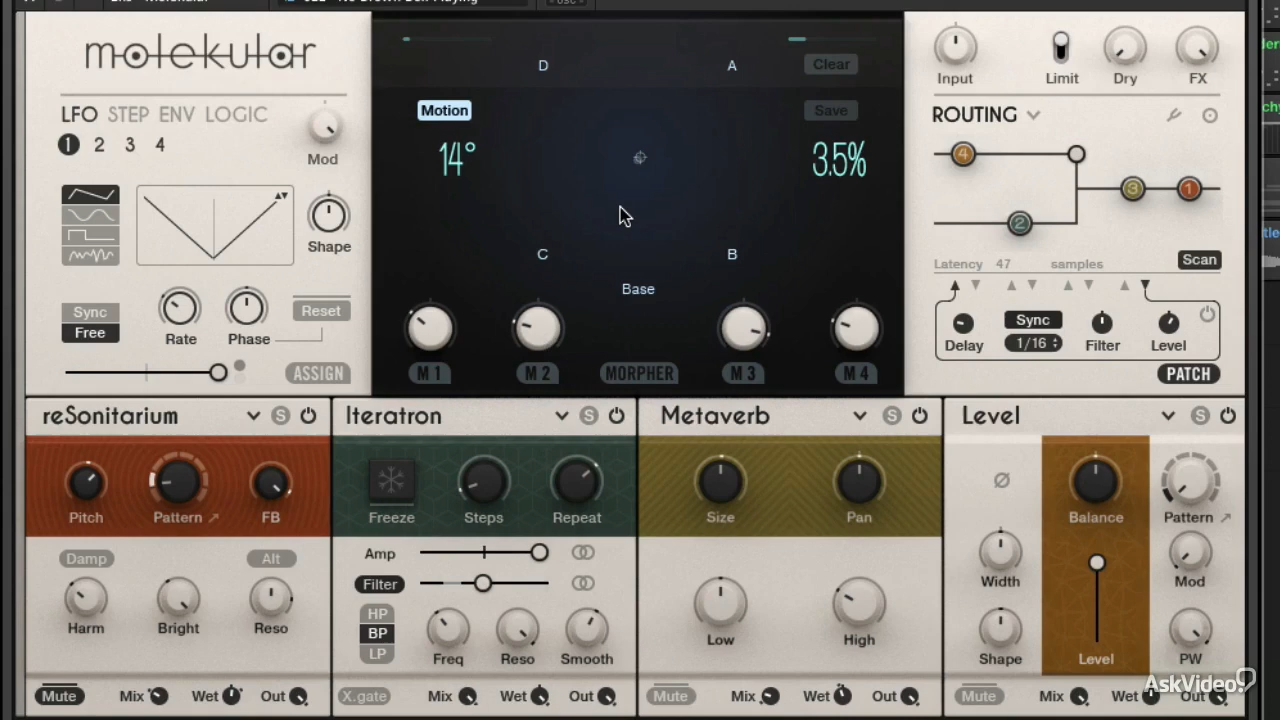 molekular
LFO STEP ENV LOGIC
1 2 3 4
Mod
Shape
Sync
Free
Rate
Phase
Reset
ASSIGN
D
A
Clear
Motion
Save
14°
3.5%
C
B
Base
M 1
M 2
MORPHER
M 3
M 4
Input
Limit
Dry
FX
ROUTING
4
3
1
2
Latency 47 samples
Scan
Delay
Sync
1/16
Filter
Level
PATCH
reSonitarium
S
Pitch
Pattern
FB
Damp
Alt
Harm
Bright
Reso
Mute
Mix
Wet
Out
Iteratron
S
Freeze
Steps
Repeat
Amp
Filter
HP
BP
LP
Freq
Reso
Smooth
X.gate
Mix
Wet
Out
Metaverb
S
Size
Pan
Low
High
Mute
Mix
Wet
Out
Level
S
Balance
Pattern
Width
Mod
Shape
Level
PW
Mute
Mix
Wet
Out
AskVideo